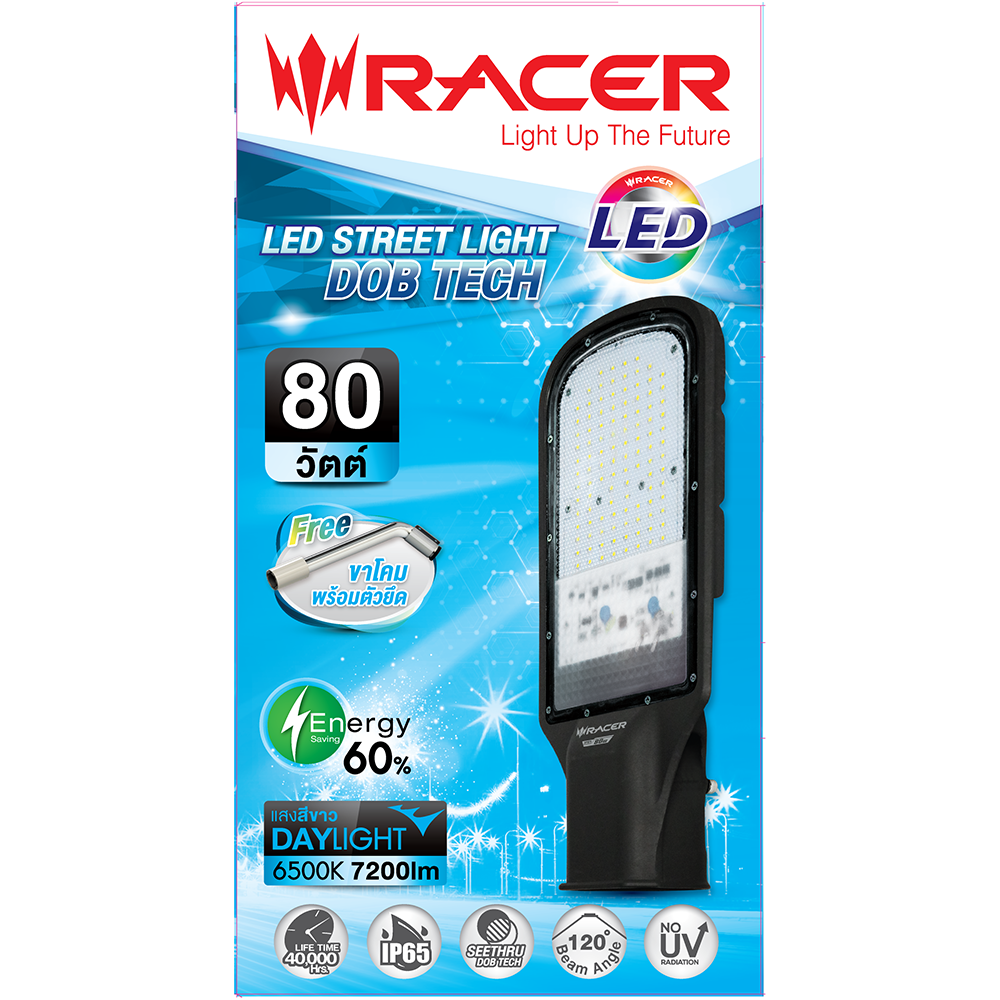 RACER
Light Up The Future
RACER
LED
LED STREET LIGHT
DOB TECH
80
วัตต์
Free
ขาโคม
พร้อมตัวยึด
Energy
Saving
60%
แสงสีขาว
DAYLIGHT
6500K 7200lm
RACER
LIFE TIME
40,000
Hrs.
IP65
SEETHRU
DOB TECH
120°
Beam Angle
NO
UV
RADIATION